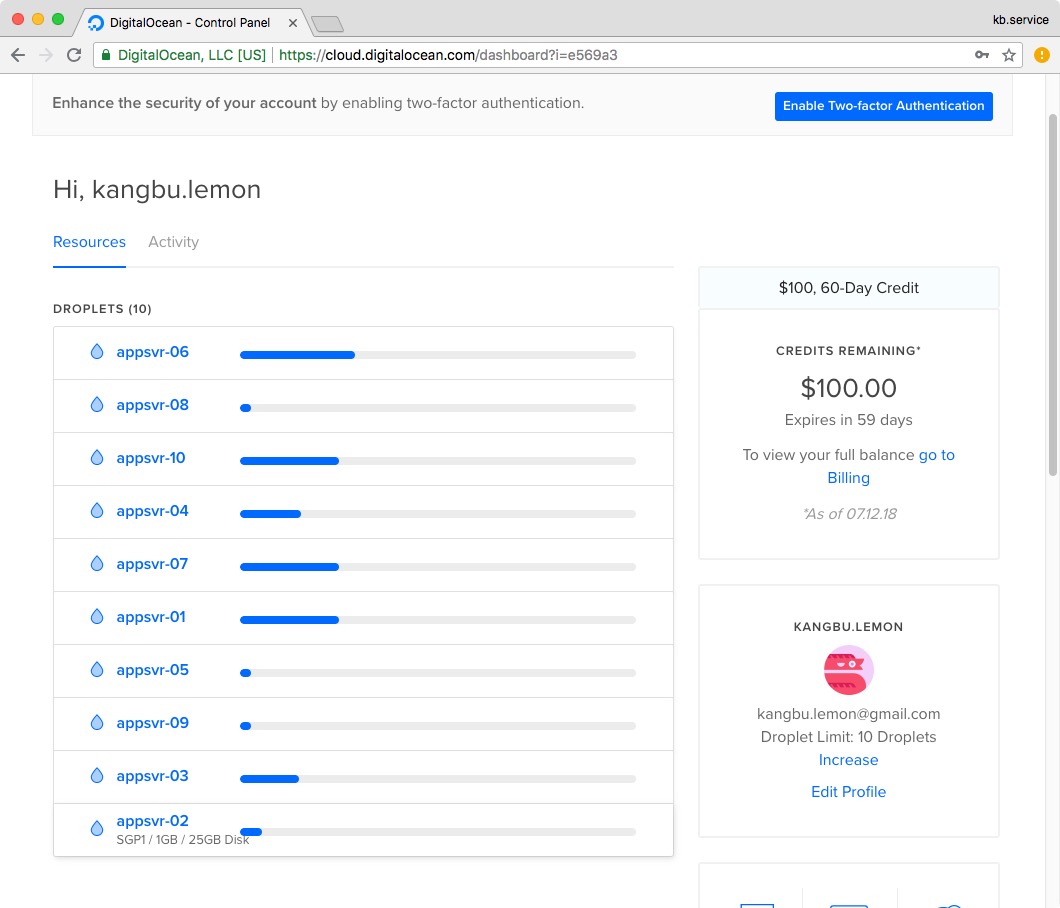 DigitalOcean - Control Panel
kb.service
DigitalOcean, LLC [US]
https://cloud.digitalocean.com/dashboard?i=e569a3
Enhance the security of your account by enabling two-factor authentication.
Enable Two-factor Authentication
Hi, kangbu.lemon
Resources
Activity
DROPLETS (10)
appsvr-06
appsvr-08
appsvr-10
appsvr-04
appsvr-07
appsvr-01
appsvr-05
appsvr-09
appsvr-03
appsvr-02
SGP1 / 1GB / 25GB Disk
$100, 60-Day Credit
CREDITS REMAINING*
$100.00
Expires in 59 days
To view your full balance go to
Billing
*As of 07.12.18
KANGBU.LEMON
kangbu.lemon@gmail.com
Droplet Limit: 10 Droplets
Increase
Edit Profile